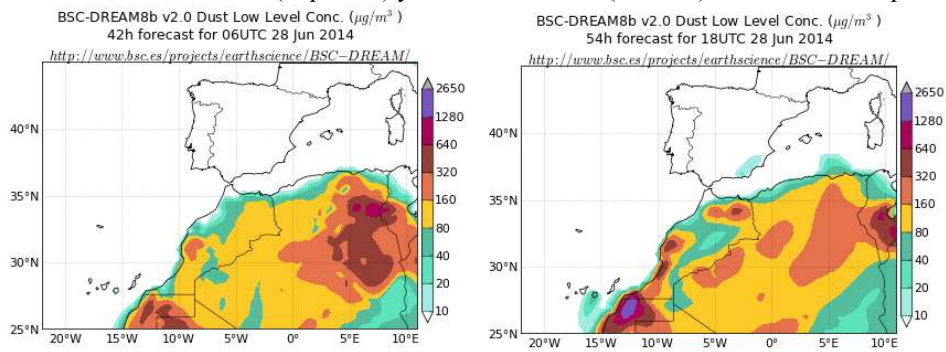 BSC-DREAM8b v2.0 Dust Low Level Conc. (μg/m³)
42h forecast for 06UTC 28 Jun 2014
http://www.bsc.es/projects/earthscience/BSC-DREAM/
40°N
35°N
30°N
25°N
20°W 15°W 10°W 5°W 0°E 5°E 10°E
2650
1280
640
320
160
80
40
20
10
BSC-DREAM8b v2.0 Dust Low Level Conc. (μg/m³)
54h forecast for 18UTC 28 Jun 2014
http://www.bsc.es/projects/earthscience/BSC-DREAM/
40°N
35°N
30°N
25°N
20°W 15°W 10°W 5°W 0°E 5°E 10°E
2650
1280
640
320
160
80
40
20
10